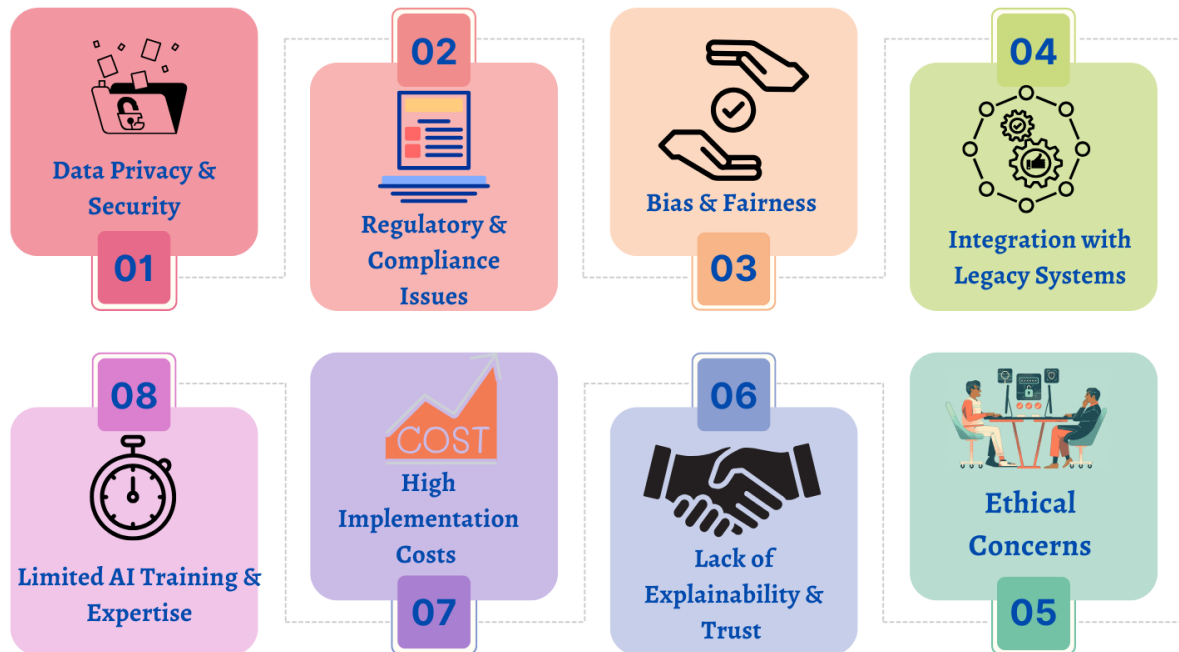 Data Privacy &
Security
01
02
Regulatory &
Compliance
Issues
Bias & Fairness
03
04
Integration with
Legacy Systems
Ethical
Concerns
05
06
Lack of
Explainability &
Trust
COST
High
Implementation
Costs
07
08
Limited AI Training &
Expertise